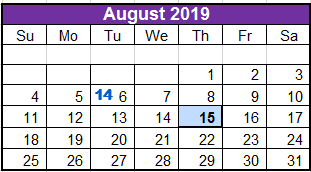 August 2019
Su Mo Tu We Th Fr Sa
1 2 3
4 5 14 6 7 8 9 10
11 12 13 14 15 16 17
18 19 20 21 22 23 24
25 26 27 28 29 30 31